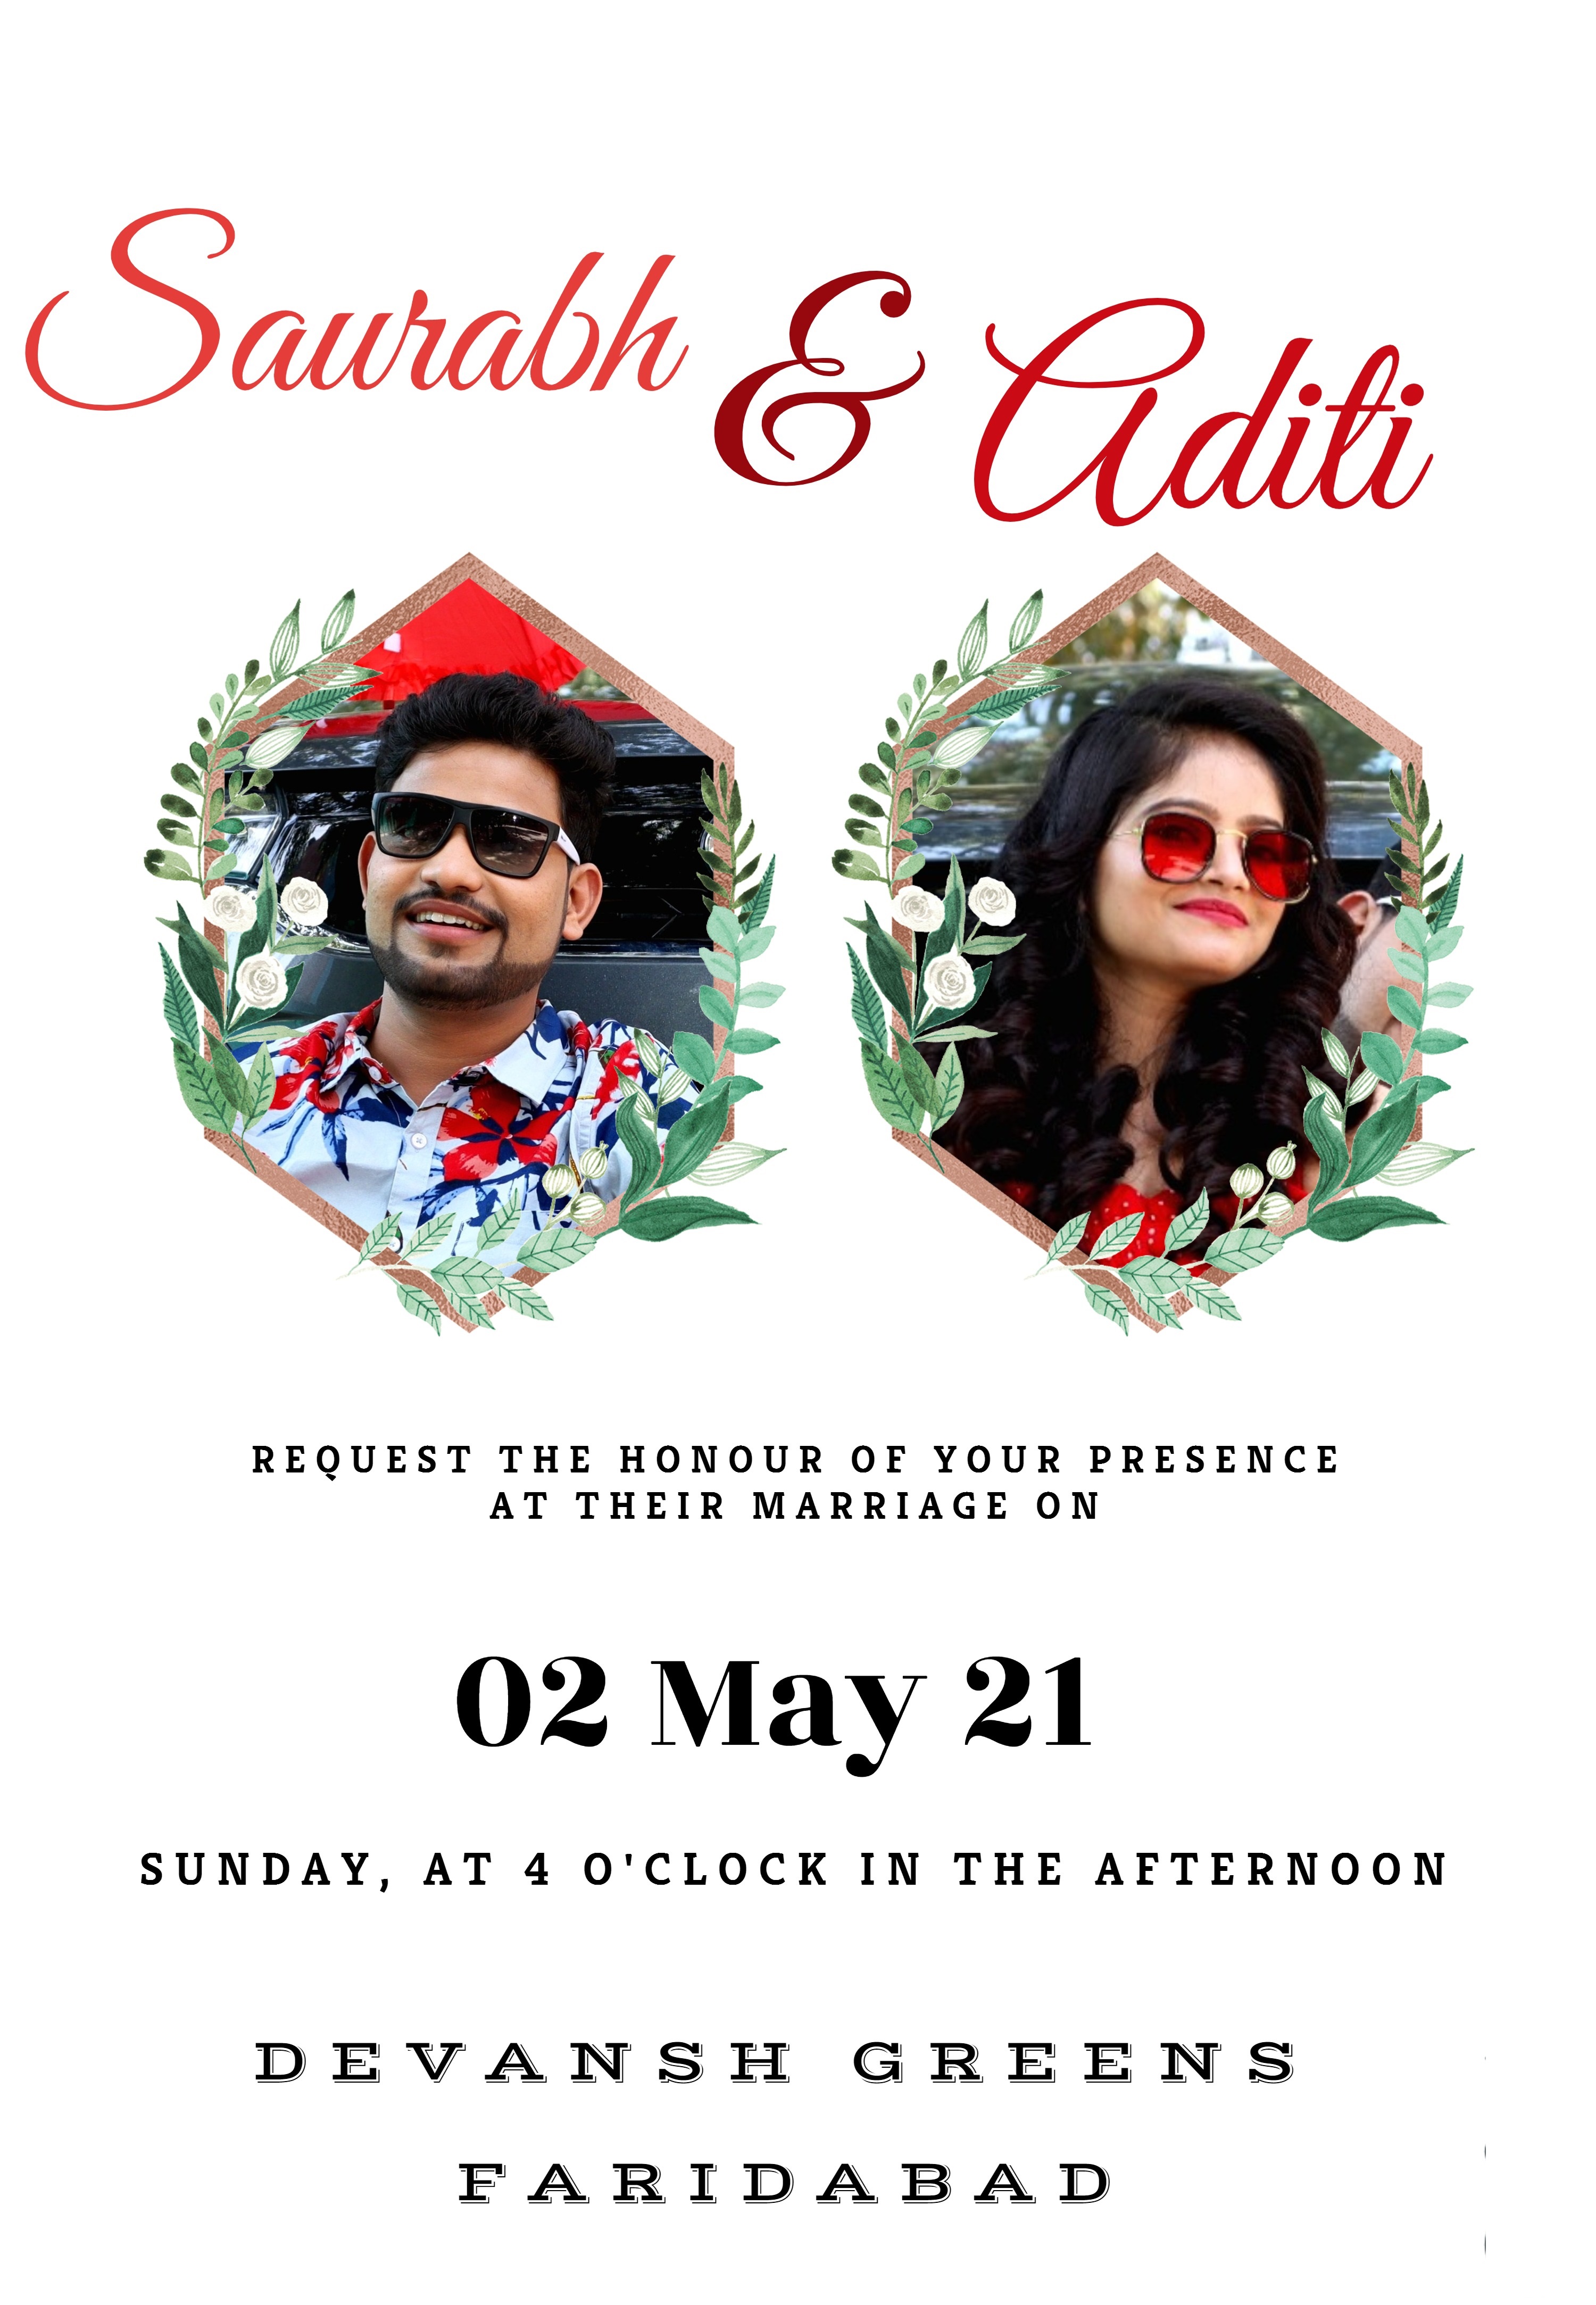 Saurabh & Aditi
REQUEST THE HONOUR OF YOUR PRESENCE
AT THEIR MARRIAGE ON
02 May 21
SUNDAY, AT 4 O'CLOCK IN THE AFTERNOON
DEVANSH GREENS
FARIDABAD